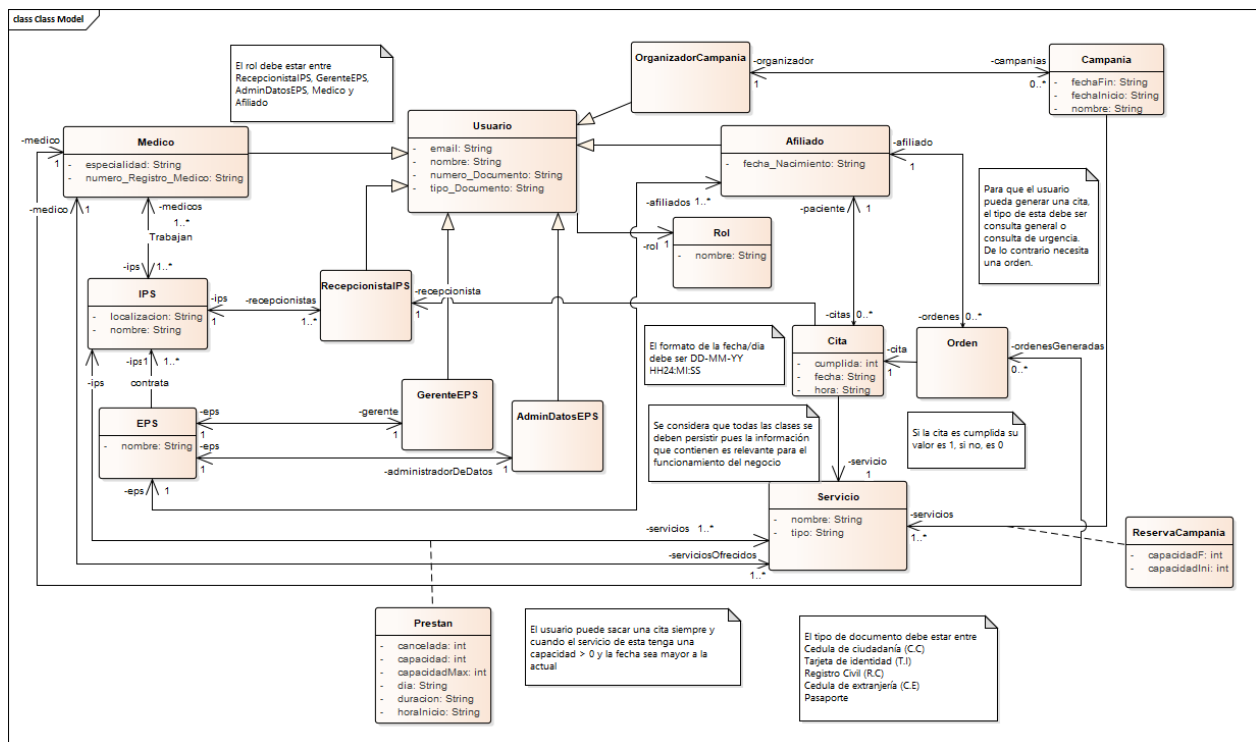 class Class Model
El rol debe estar entre
RecepcionistaIPS, GerenteEPS,
AdminDatosEPS, Medico y
Afiliado
OrganizadorCampania
-organizador
1
-campanias
0..*
Campania
- fechaFin: String
- fechaInicio: String
- nombre: String
-medico
1
Medico
- especialidad: String
- numero_Registro_Medico: String
Usuario
- email: String
- nombre: String
- numero_Documento: String
- tipo_Documento: String
Afiliado
- fecha_Nacimiento: String
-afiliado
1
Para que el usuario
pueda generar una cita,
el tipo de esta debe ser
consulta general o
consulta de urgencia.
De lo contrario necesita
una orden.
-medico
1
-medicos
1..*
Trabajan
-ips
1..*
-afiliados
1..*
-paciente
1
-rol
1
Rol
- nombre: String
IPS
- localizacion: String
- nombre: String
-ips
1
-recepcionistas
1..*
RecepcionistaIPS
-recepcionista
1
-citas
0..*
-ordenes
0..*
El formato de la fecha/dia
debe ser DD-MM-YY
HH24:MI:SS
Cita
- cumplida: int
- fecha: String
- hora: String
-cita
1
Orden
-ordenesGeneradas
0..*
-ips
1
1..*
-ips
contrata
EPS
- nombre: String
-eps
1
-gerente
1
GerenteEPS
-eps
1
-administradorDeDatos
1
AdminDatosEPS
-eps
1
Se considera que todas las clases se
deben persistir pues la información
que contienen es relevante para el
funcionamiento del negocio
Si la cita es cumplida su
valor es 1, si no, es 0
-servicio
1
Servicio
- nombre: String
- tipo: String
-servicios
1..*
-servicios
1..*
-serviciosOfrecidos
1..*
ReservaCampania
- capacidadF: int
- capacidadIni: int
Prestan
- cancelada: int
- capacidad: int
- capacidadMax: int
- dia: String
- duracion: String
- horaInicio: String
El usuario puede sacar una cita siempre y
cuando el servicio de esta tenga una
capacidad > 0 y la fecha sea mayor a la
actual
El tipo de documento debe estar entre
Cedula de ciudadanía (C.C)
Tarjeta de identidad (T.I)
Registro Civil (R.C)
Cedula de extranjería (C.E)
Pasaporte